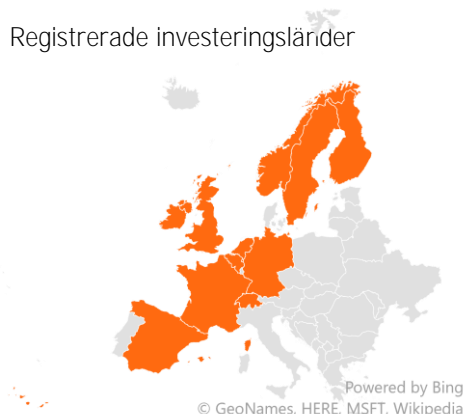 Registrerade investeringsländer
Powered by Bing
© GeoNames, HERE, MSFT, Wikipedia